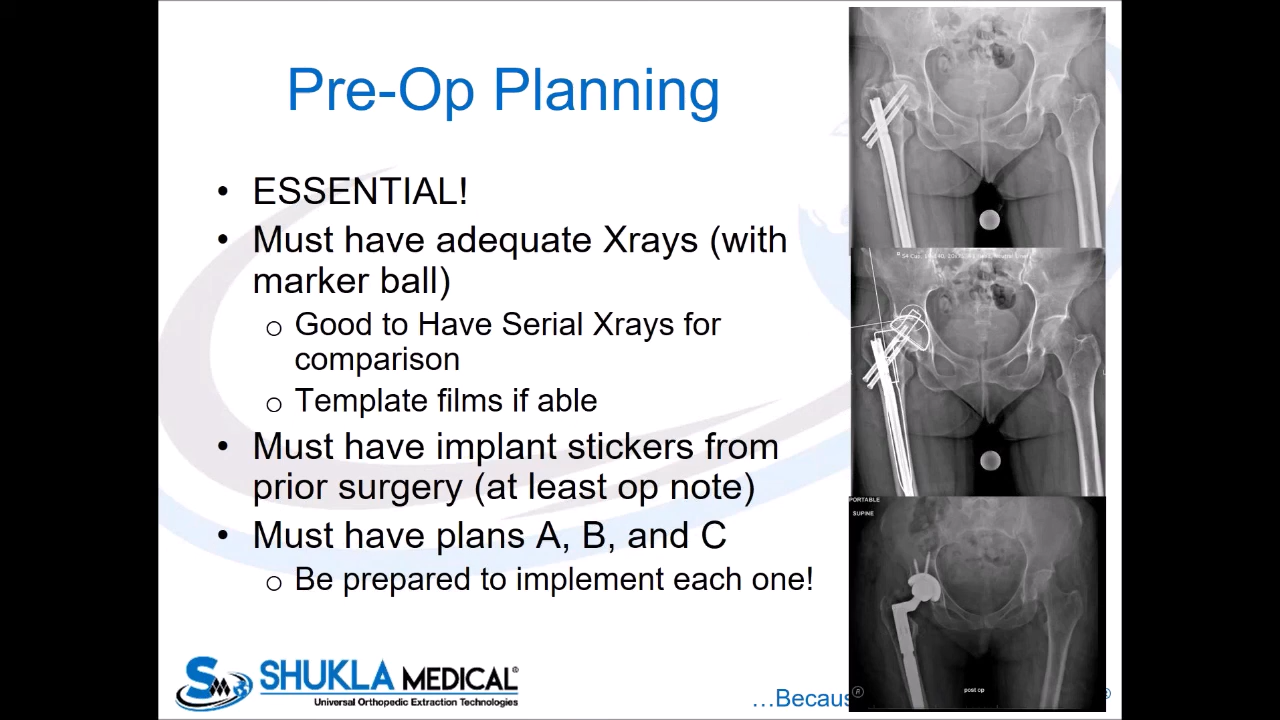 Pre-Op Planning
• ESSENTIAL!
• Must have adequate Xrays (with
marker ball)
o Good to Have Serial Xrays for
comparison
o Template films if able
• Must have implant stickers from
prior surgery (at least op note)
• Must have plans A, B, and C
o Be prepared to implement each one!
SHUKLA MEDICAL®
Universal Orthopedic Extraction Technologies
…Becaus
PORTABLE
SUPINE
R
post op
®